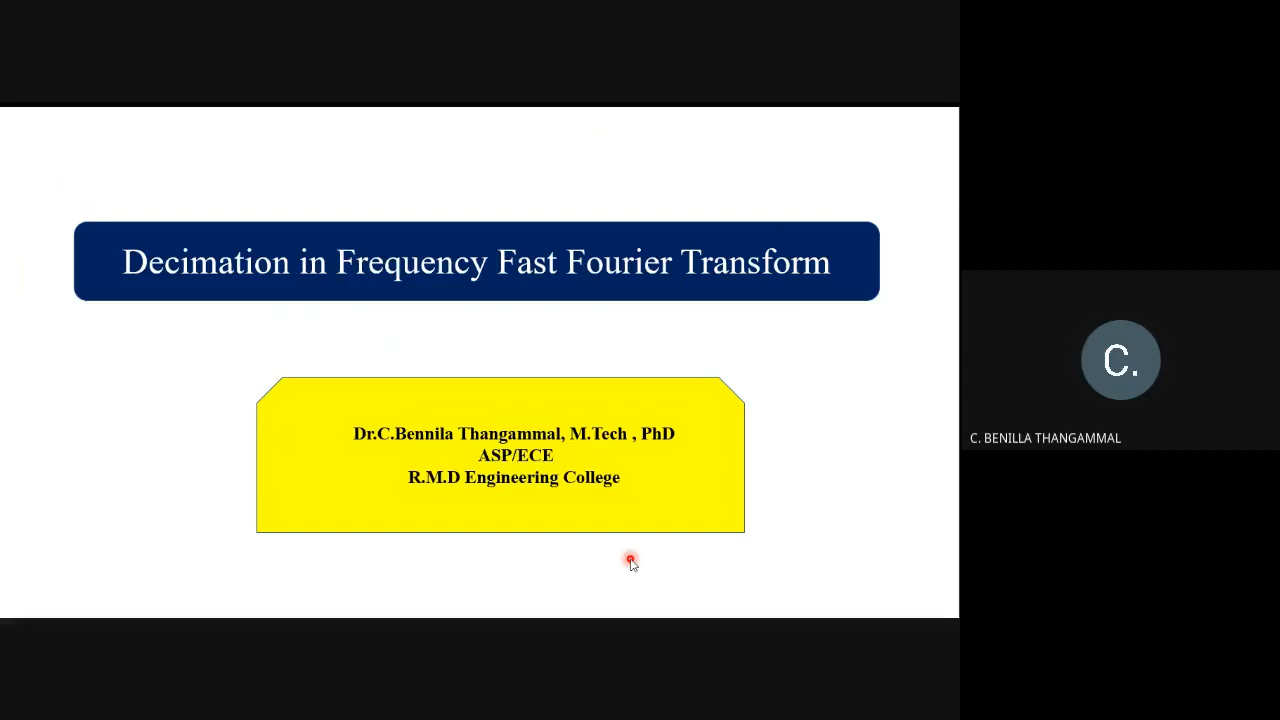 Decimation in Frequency Fast Fourier Transform
Dr.C.Bennila Thangammal, M.Tech , PhD
ASP/ECE
R.M.D Engineering College
C.
C. BENILLA THANGAMMAL